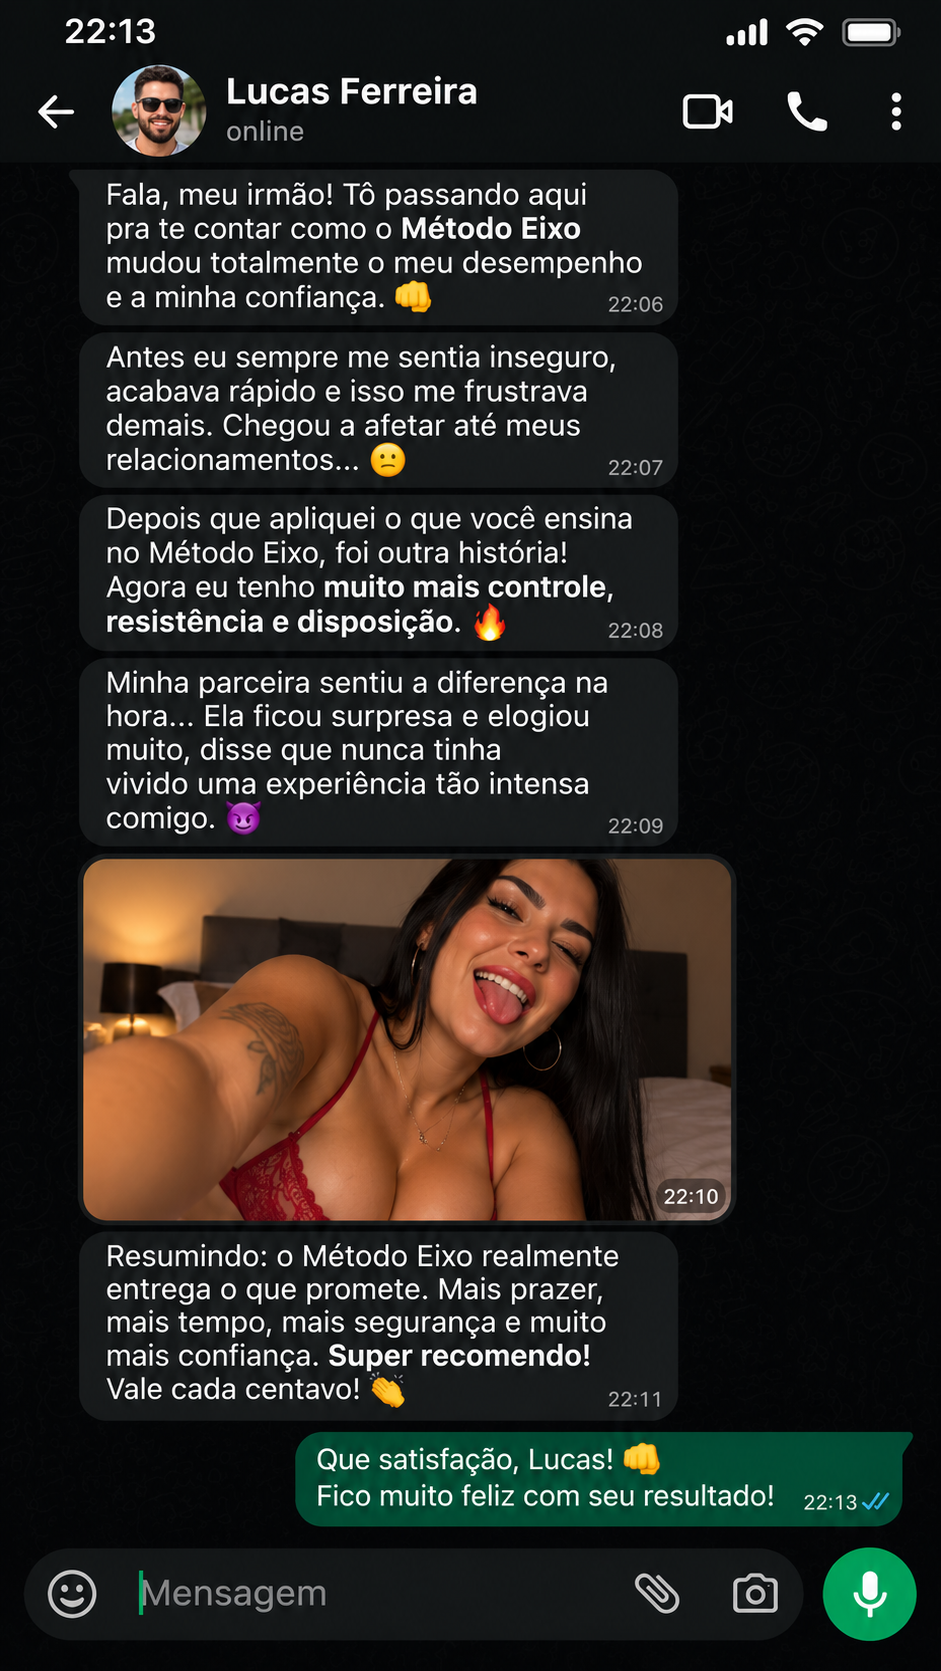 22:13
Lucas Ferreira
online
Fala, meu irmão! Tô passando aqui
pra te contar como o Método Eixo
mudou totalmente o meu desempenho
e a minha confiança. 👊
22:06
Antes eu sempre me sentia inseguro,
acabava rápido e isso me frustrava
demais. Chegou a afetar até meus
relacionamentos... 😕
22:07
Depois que apliquei o que você ensina
no Método Eixo, foi outra história!
Agora eu tenho muito mais controle,
resistência e disposição. 🔥
22:08
Minha parceira sentiu a diferença na
hora... Ela ficou surpresa e elogiou
muito, disse que nunca tinha
vivido uma experiência tão intensa
comigo. 😈
22:09
22:10
Resumindo: o Método Eixo realmente
entrega o que promete. Mais prazer,
mais tempo, mais segurança e muito
mais confiança. Super recomendo!
Vale cada centavo! 👏
22:11
Que satisfação, Lucas! 👊
Fico muito feliz com seu resultado!
22:13
Mensagem